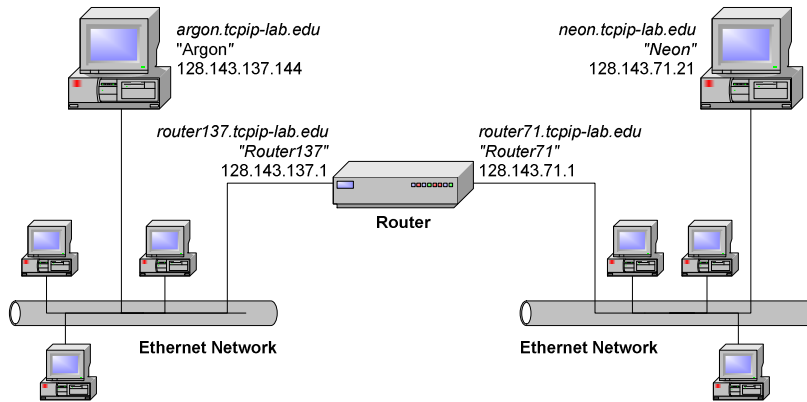 argon.tcpip-lab.edu
"Argon"
128.143.137.144
neon.tcpip-lab.edu
"Neon"
128.143.71.21
router137.tcpip-lab.edu
"Router137"
128.143.137.1
router71.tcpip-lab.edu
"Router71"
128.143.71.1
Router
Ethernet Network
Ethernet Network